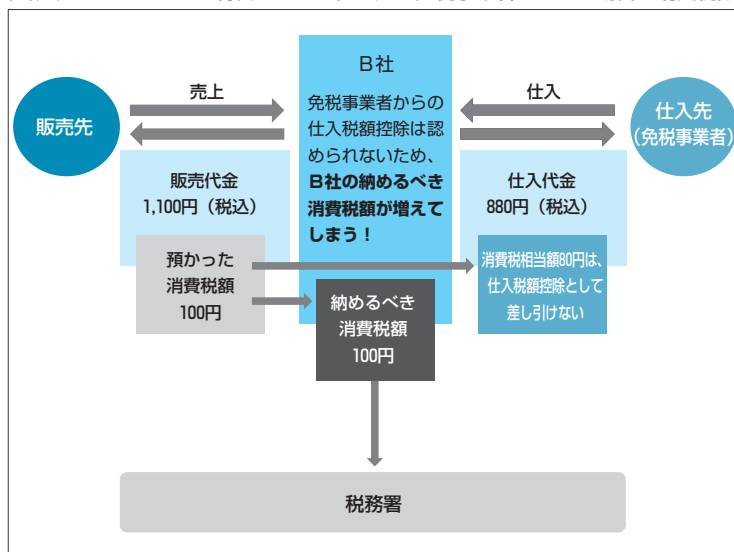 B社
免税事業者からの
仕入税額控除は認
められないため、
B社の納めるべき
消費税額が増えて
しまう！
売上
仕入
販売先
仕入先
(免税事業者)
販売代金
1,100円（税込）
仕入代金
880円（税込）
預かった
消費税額
100円
消費税相当額80円は、
仕入税額控除として
差し引けない
納めるべき
消費税額
100円
税務署